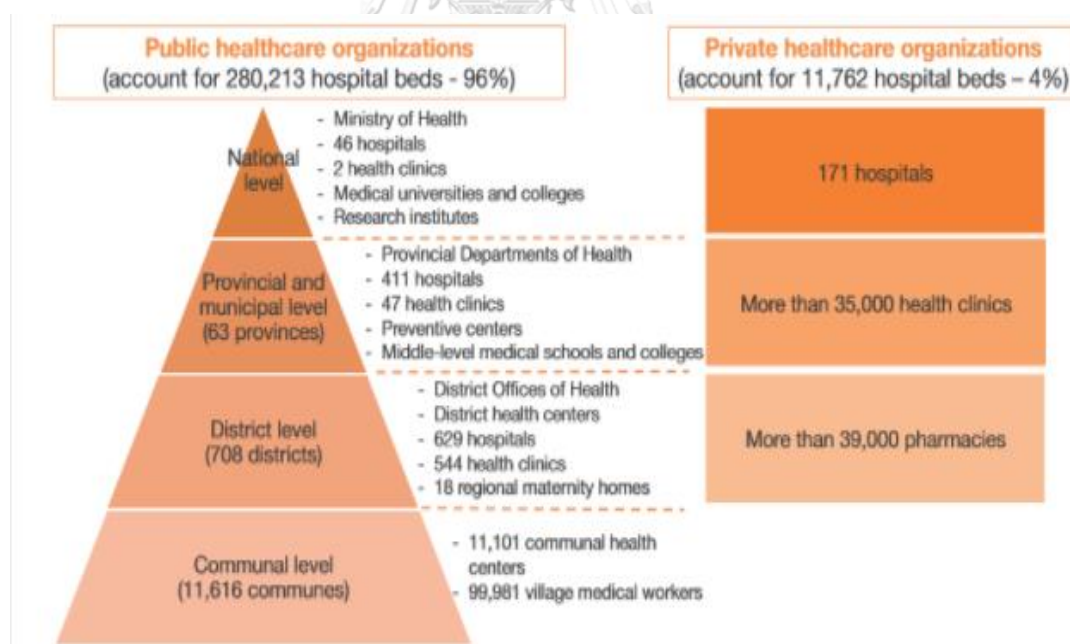 Public healthcare organizations
(account for 280,213 hospital beds - 96%)
National
level
- Ministry of Health
- 46 hospitals
- 2 health clinics
- Medical universities and colleges
- Research institutes
Provincial and
municipal level
(63 provinces)
- Provincial Departments of Health
- 411 hospitals
- 47 health clinics
- Preventive centers
- Middle-level medical schools and colleges
District level
(708 districts)
- District Offices of Health
- District health centers
- 629 hospitals
- 544 health clinics
- 18 regional maternity homes
Communal level
(11,616 communes)
- 11,101 communal health
centers
- 99,981 village medical workers
Private healthcare organizations
(account for 11,762 hospital beds – 4%)
171 hospitals
More than 35,000 health clinics
More than 39,000 pharmacies